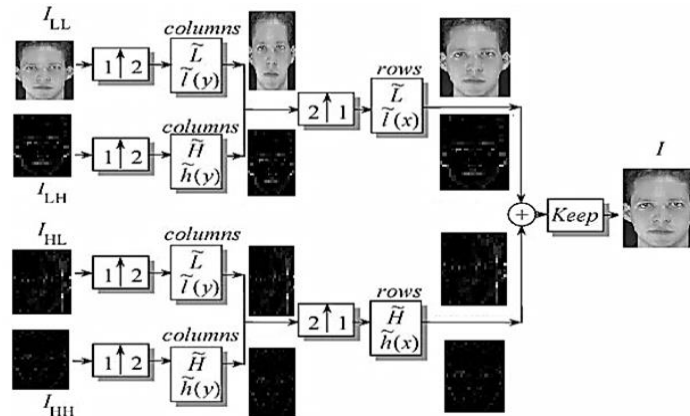 I_LL
columns
1↑2
L̃
l̃(y)
I_LH
columns
1↑2
H̃
h̃(y)
2↑1
rows
L̃
l̃(x)
I_HL
columns
1↑2
L̃
l̃(y)
I_HH
columns
1↑2
H̃
h̃(y)
2↑1
rows
H̃
h̃(x)
+
Keep
I